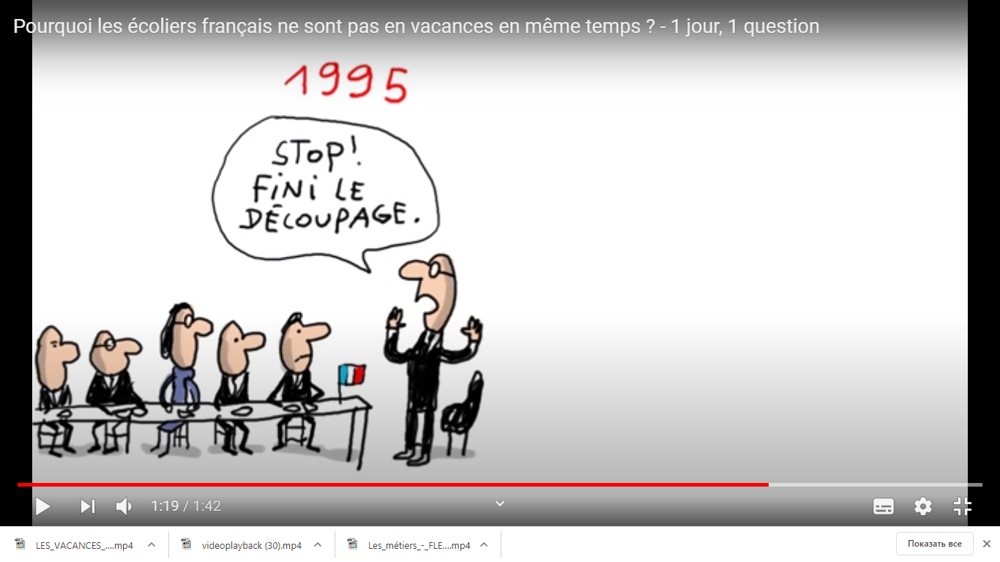 Pourquoi les écoliers français ne sont pas en vacances en même temps ? - 1 jour, 1 question
1995
STOP!
FiNi LE
DÉCOUPAGE.
1:19 / 1:42
LES_VACANCES_....mp4
videoplayback (30).mp4
Les_métiers_-_FLE....mp4
Показать все